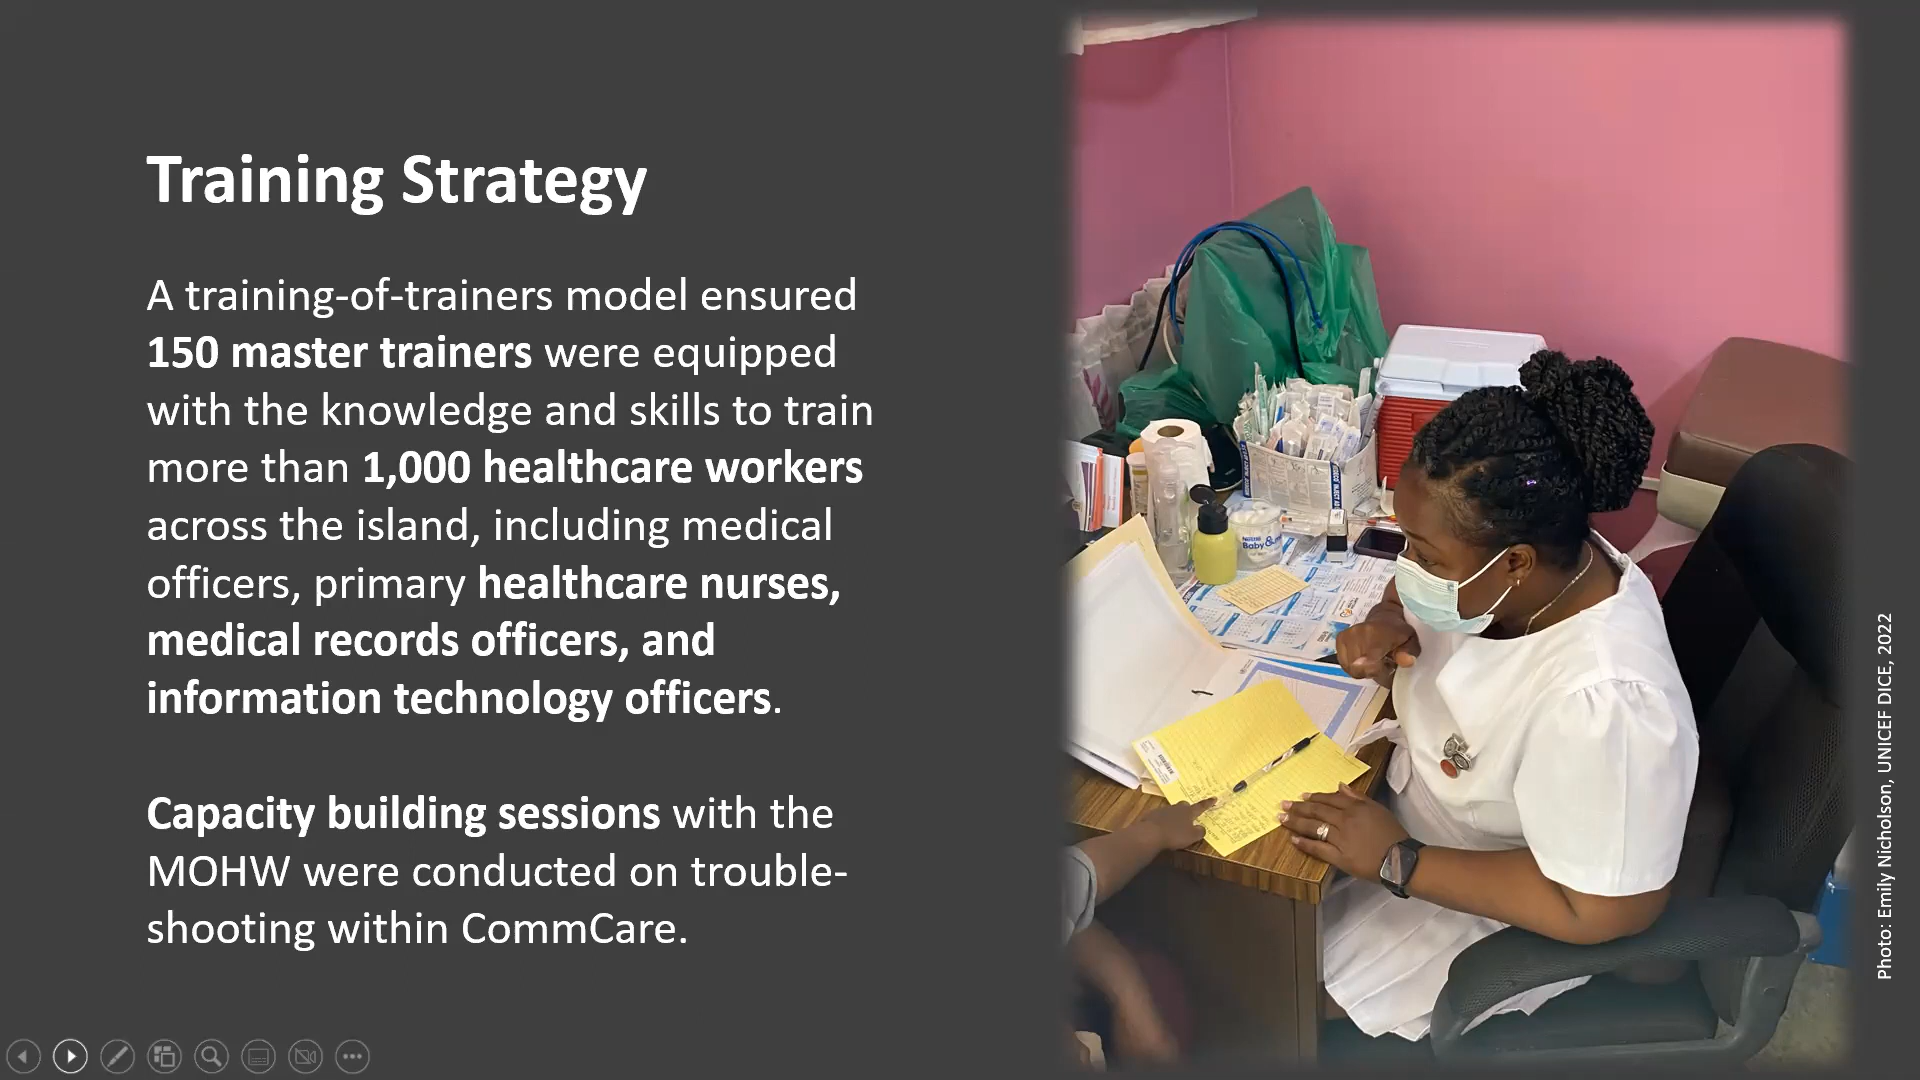 Training Strategy
A training-of-trainers model ensured
150 master trainers were equipped
with the knowledge and skills to train
more than 1,000 healthcare workers
across the island, including medical
officers, primary healthcare nurses,
medical records officers, and
information technology officers.
Capacity building sessions with the
MOHW were conducted on trouble-
shooting within CommCare.
Photo: Emily Nicholson, UNICEF DICE, 2022
Baby